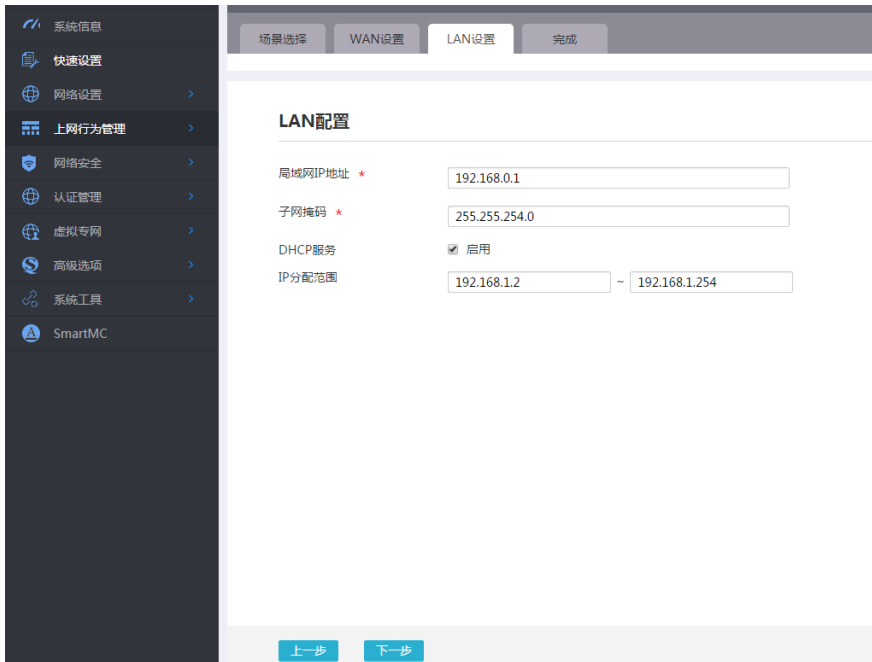 系统信息
快速设置
网络设置
上网行为管理
网络安全
认证管理
虚拟专网
高级选项
系统工具
SmartMC
场景选择 WAN设置 LAN设置 完成
LAN配置
局域网IP地址 * 192.168.0.1
子网掩码 * 255.255.254.0
DHCP服务 启用
IP分配范围 192.168.1.2 ~ 192.168.1.254
上一步 下一步